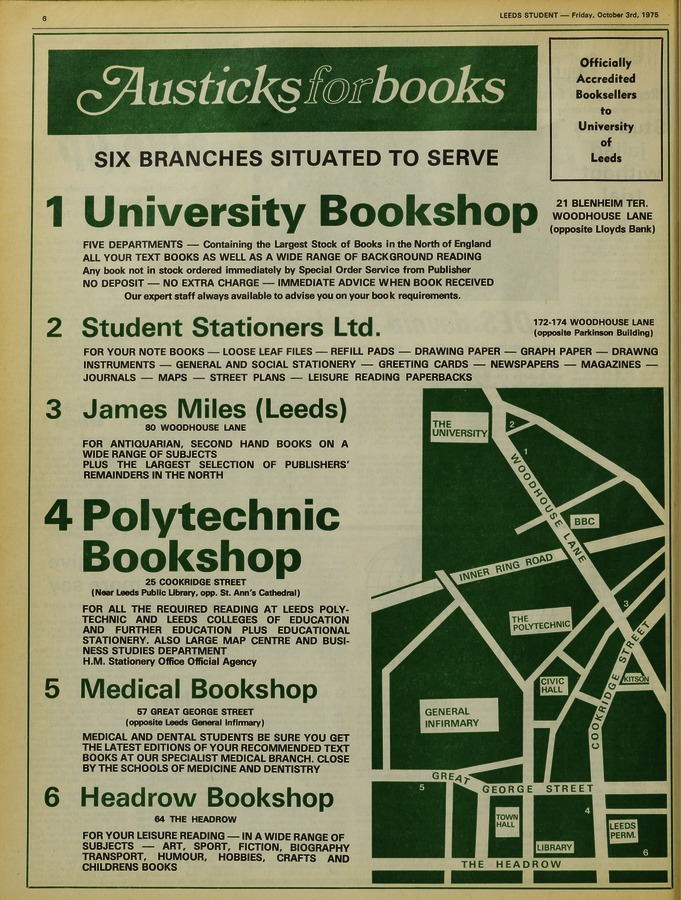 6
LEEDS STUDENT — Friday, October 3rd, 1975
Austicks for books
Officially
Accredited
Booksellers
to
University
of
Leeds
SIX BRANCHES SITUATED TO SERVE
1 University Bookshop
21 BLENHEIM TER.
WOODHOUSE LANE
(opposite Lloyds Bank)
FIVE DEPARTMENTS — Containing the Largest Stock of Books in the North of England
ALL YOUR TEXT BOOKS AS WELL AS A WIDE RANGE OF BACKGROUND READING
Any book not in stock ordered immediately by Special Order Service from Publisher
NO DEPOSIT — NO EXTRA CHARGE — IMMEDIATE ADVICE WHEN BOOK RECEIVED
Our expert staff always available to advise you on your book requirements.
2 Student Stationers Ltd.
172-174 WOODHOUSE LANE
(opposite Parkinson Building)
FOR YOUR NOTE BOOKS — LOOSE LEAF FILES — REFILL PADS — DRAWING PAPER — GRAPH PAPER — DRAWNG
INSTRUMENTS — GENERAL AND SOCIAL STATIONERY — GREETING CARDS — NEWSPAPERS — MAGAZINES —
JOURNALS — MAPS — STREET PLANS — LEISURE READING PAPERBACKS
3 James Miles (Leeds)
80 WOODHOUSE LANE
FOR ANTIQUARIAN, SECOND HAND BOOKS ON A
WIDE RANGE OF SUBJECTS
PLUS THE LARGEST SELECTION OF PUBLISHERS'
REMAINDERS IN THE NORTH
4 Polytechnic
Bookshop
25 COOKRIDGE STREET
(Near Leeds Public Library, opp. St. Ann's Cathedral)
FOR ALL THE REQUIRED READING AT LEEDS POLY-
TECHNIC AND LEEDS COLLEGES OF EDUCATION
AND FURTHER EDUCATION PLUS EDUCATIONAL
STATIONERY. ALSO LARGE MAP CENTRE AND BUSI-
NESS STUDIES DEPARTMENT
H.M. Stationery Office Official Agency
5 Medical Bookshop
57 GREAT GEORGE STREET
(opposite Leeds General Infirmary)
MEDICAL AND DENTAL STUDENTS BE SURE YOU GET
THE LATEST EDITIONS OF YOUR RECOMMENDED TEXT
BOOKS AT OUR SPECIALIST MEDICAL BRANCH. CLOSE
BY THE SCHOOLS OF MEDICINE AND DENTISTRY
6 Headrow Bookshop
64 THE HEADROW
FOR YOUR LEISURE READING — IN A WIDE RANGE OF
SUBJECTS — ART, SPORT, FICTION, BIOGRAPHY
TRANSPORT, HUMOUR, HOBBIES, CRAFTS AND
CHILDRENS BOOKS
THE
UNIVERSITY
2
1
WOODHOUSE LANE
BBC
INNER RING ROAD
3
THE
POLYTECHNIC
COOKRIDGE STREET
KITSON
CIVIC
HALL
GENERAL
INFIRMARY
GREAT GEORGE STREET
5
4
TOWN
HALL
LEEDS
PERM.
LIBRARY
6
THE HEADROW